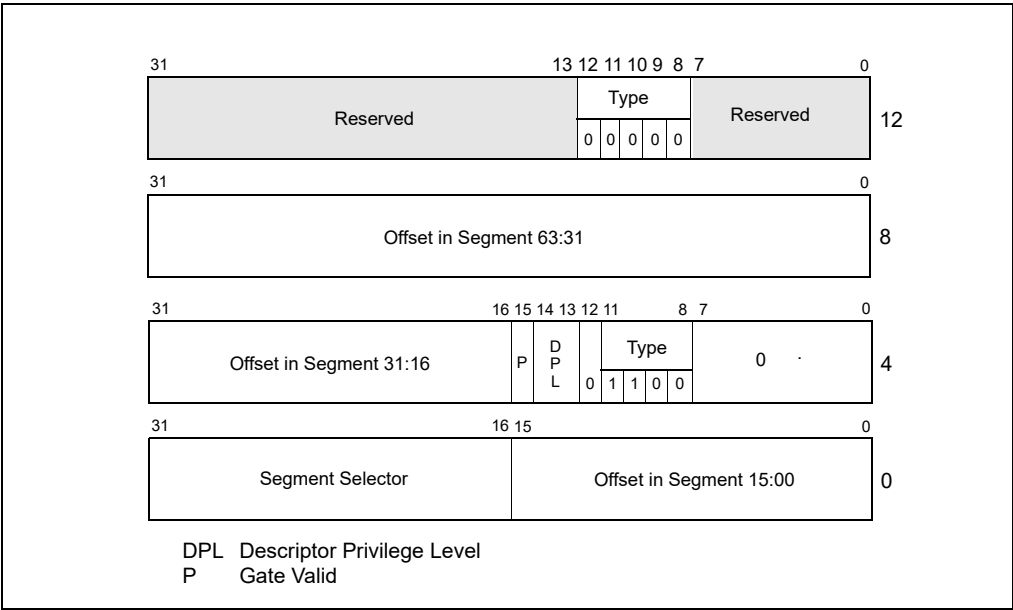 31 13 12 11 10 9 8 7 0
Type
Reserved Reserved 12
0 0 0 0 0
31 0
Offset in Segment 63:31 8
31 16 15 14 13 12 11 8 7 0
Offset in Segment 31:16 P D P L Type 0 . 4
0 1 1 0 0
31 16 15 0
Segment Selector Offset in Segment 15:00 0
DPL Descriptor Privilege Level
P Gate Valid